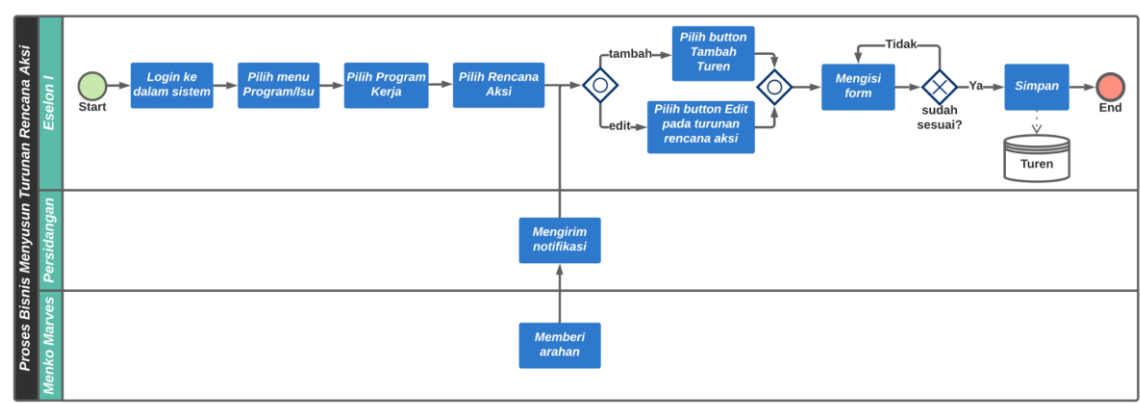 Proses Bisnis Menyusun Turunan Rencana Aksi
Eselon I
Start
Login ke
dalam sistem
Pilih menu
Program/Isu
Pilih Program
Kerja
Pilih Rencana
Aksi
tambah
Pilih button
Tambah
Turen
edit
Pilih button Edit
pada turunan
rencana aksi
Mengisi
form
Tidak
sudah
sesuai?
Ya
Simpan
Turen
End
Persidangan
Mengirim
notifikasi
Menko Marves
Memberi
arahan